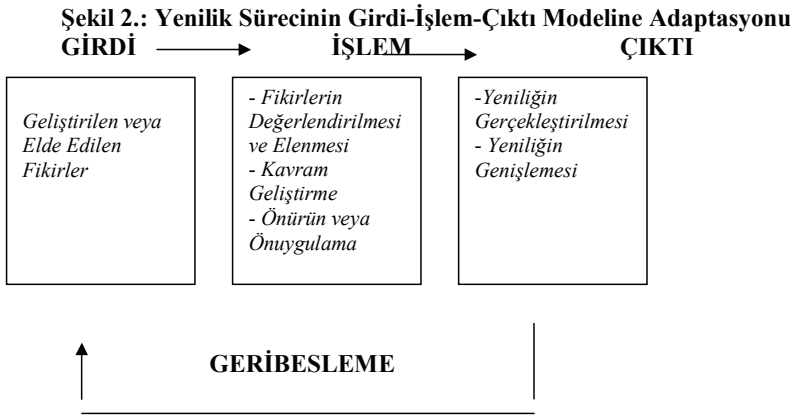 Şekil 2.: Yenilik Sürecinin Girdi-İşlem-Çıktı Modeline Adaptasyonu
GİRDİ İŞLEM ÇIKTI
Geliştirilen veya
Elde Edilen
Fikirler
- Fikirlerin
Değerlendirilmesi
ve Elenmesi
- Kavram
Geliştirme
- Önürün veya
Önuygulama
-Yeniliğin
Gerçekleştirilmesi
- Yeniliğin
Genişlemesi
GERİBESLEME